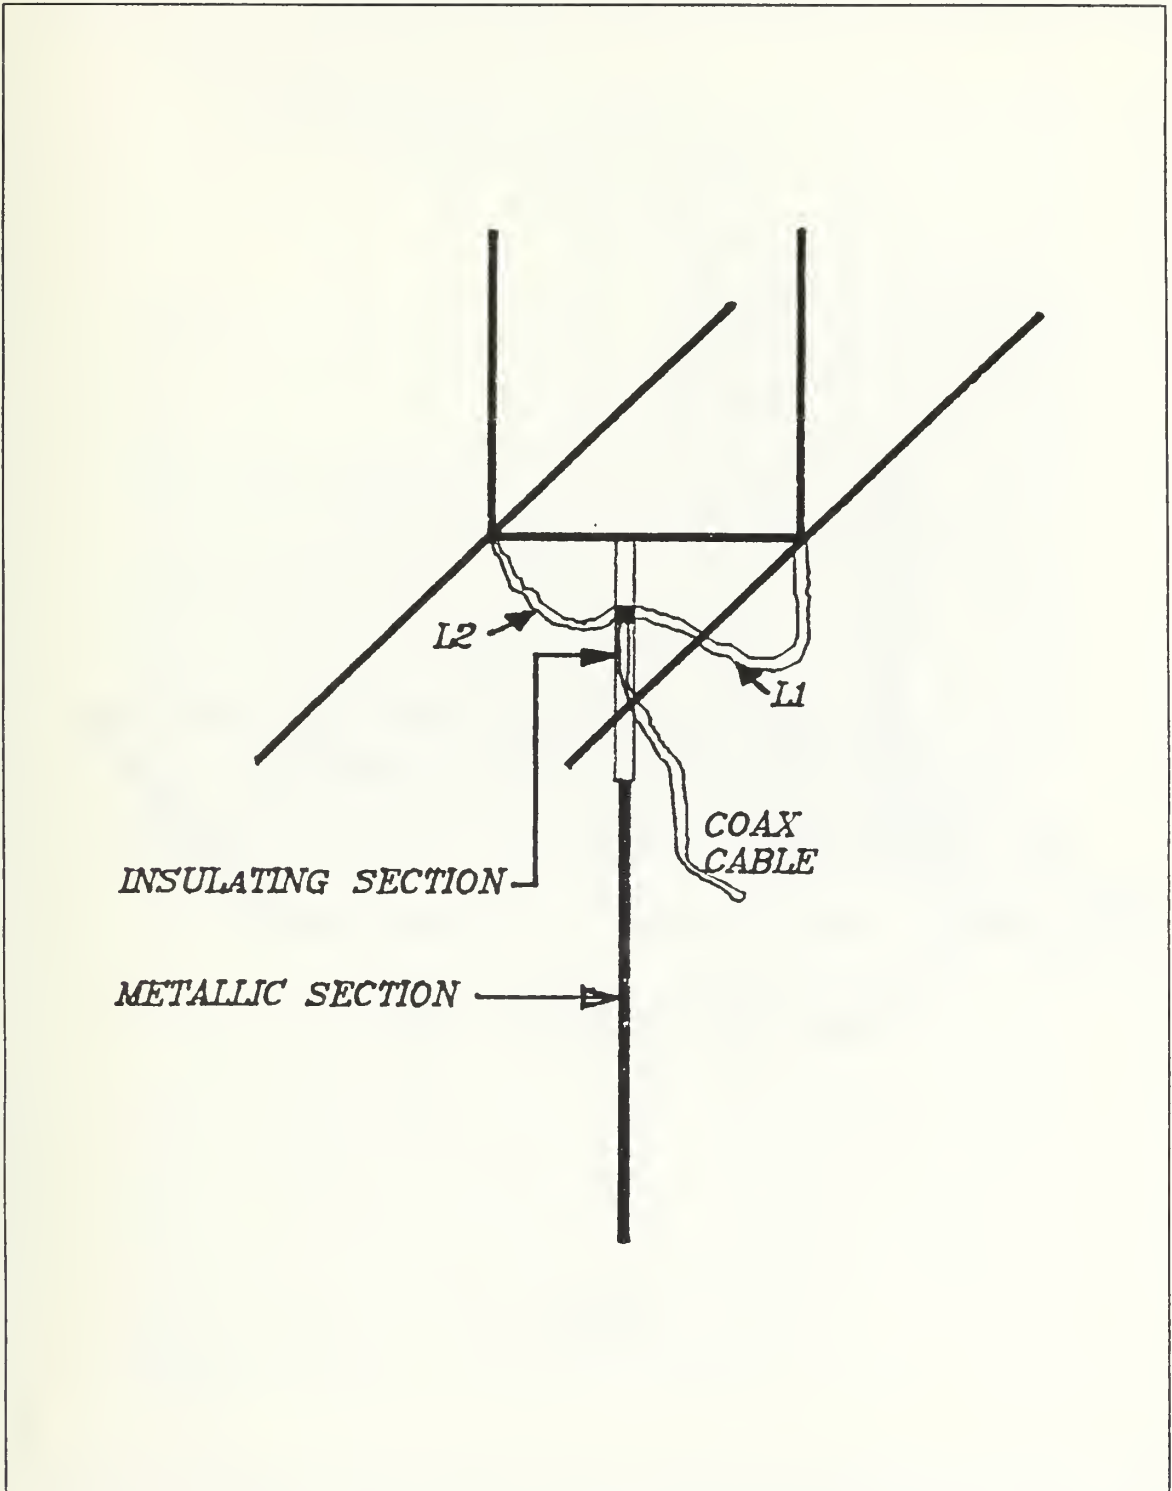 L2
L1
COAX
CABLE
INSULATING SECTION
METALLIC SECTION